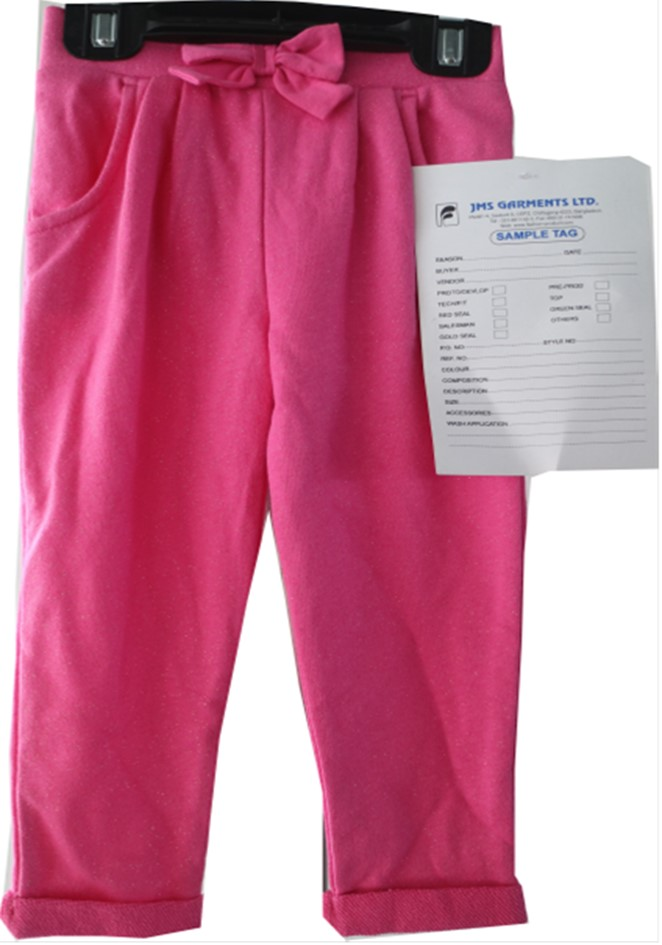 JMS GARMENTS LTD.
SAMPLE TAG
SEASON DATE
BUYER
VENDOR
PROTO/DEVLOP PRE-PROD
TECH/FIT TOP
RED SEAL GREEN SEAL
SALESMAN OTHERS
GOLD SEAL
P.O. NO. STYLE NO
REF. NO.
COLOUR
COMPOSITION
DESCRIPTION
SIZE
ACCESSORIES
WASH APPLICATION